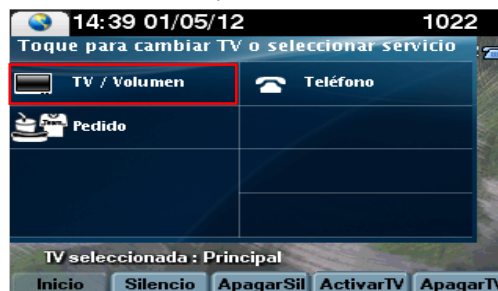 14:39 01/05/12 1022
Toque para cambiar TV o seleccionar servicio
TV / Volumen Teléfono
Pedido
TV seleccionada : Principal
Inicio Silencio ApagarSil ActivarTV ApagarTV